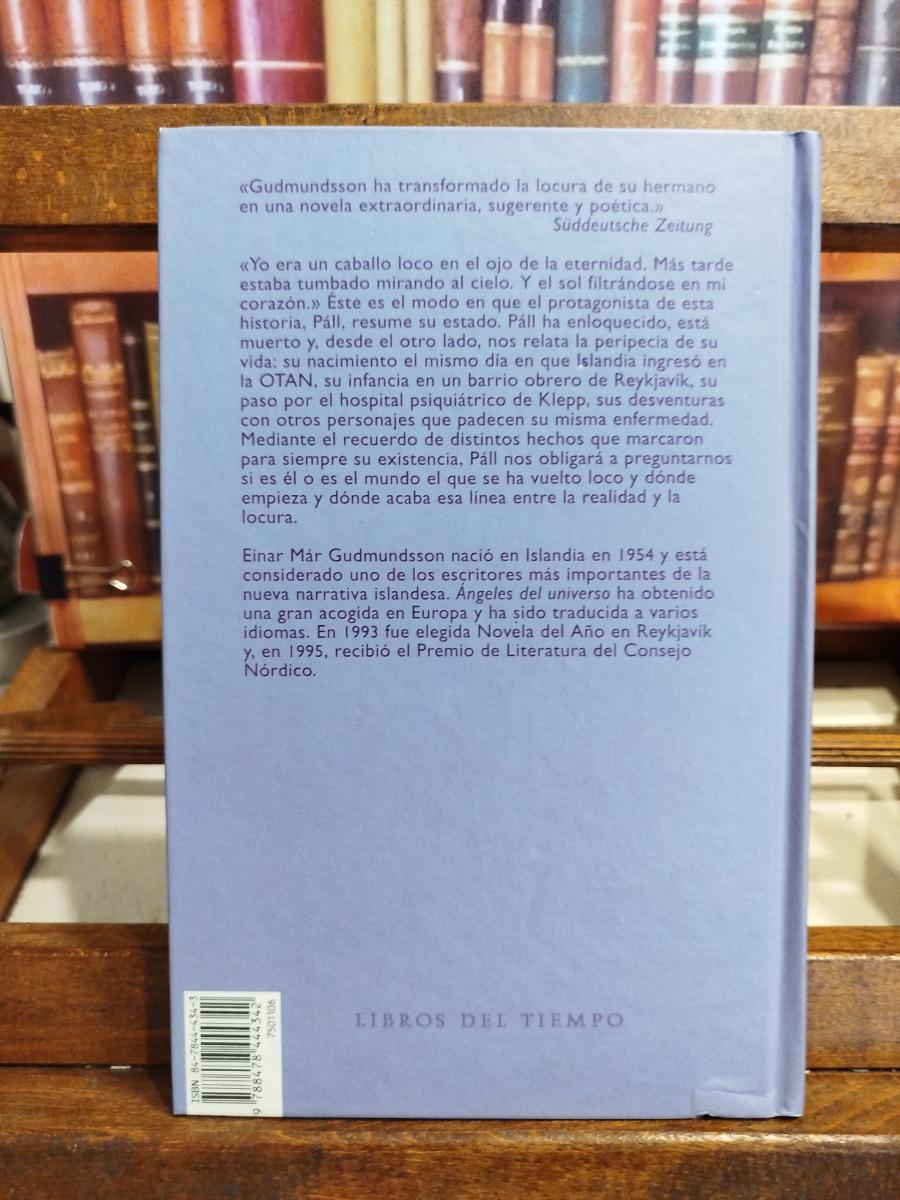 «Gudmundsson ha transformado la locura de su hermano
en una novela extraordinaria, sugerente y poética.»
Süddeutsche Zeitung
«Yo era un caballo loco en el ojo de la eternidad. Más tarde
estaba tumbado mirando al cielo. Y el sol filtrándose en mi
corazón.» Éste es el modo en que el protagonista de esta
historia, Páll, resume su estado. Páll ha enloquecido, está
muerto y, desde el otro lado, nos relata la peripecia de su
vida: su nacimiento el mismo día en que Islandia ingresó en
la OTAN, su infancia en un barrio obrero de Reykjavík, su
paso por el hospital psiquiátrico de Klepp, sus desventuras
con otros personajes que padecen su misma enfermedad.
Mediante el recuerdo de distintos hechos que marcaron
para siempre su existencia, Páll nos obligará a preguntarnos
si es él o es el mundo el que se ha vuelto loco y dónde
empieza y dónde acaba esa línea entre la realidad y la
locura.
Einar Már Gudmundsson nació en Islandia en 1954 y está
considerado uno de los escritores más importantes de la
nueva narrativa islandesa. Ángeles del universo ha obtenido
una gran acogida en Europa y ha sido traducida a varios
idiomas. En 1993 fue elegida Novela del Año en Reykjavík
y, en 1995, recibió el Premio de Literatura del Consejo
Nórdico.
LIBROS DEL TIEMPO
ISBN 84-7844-434-3
9 788478 444342
7501106